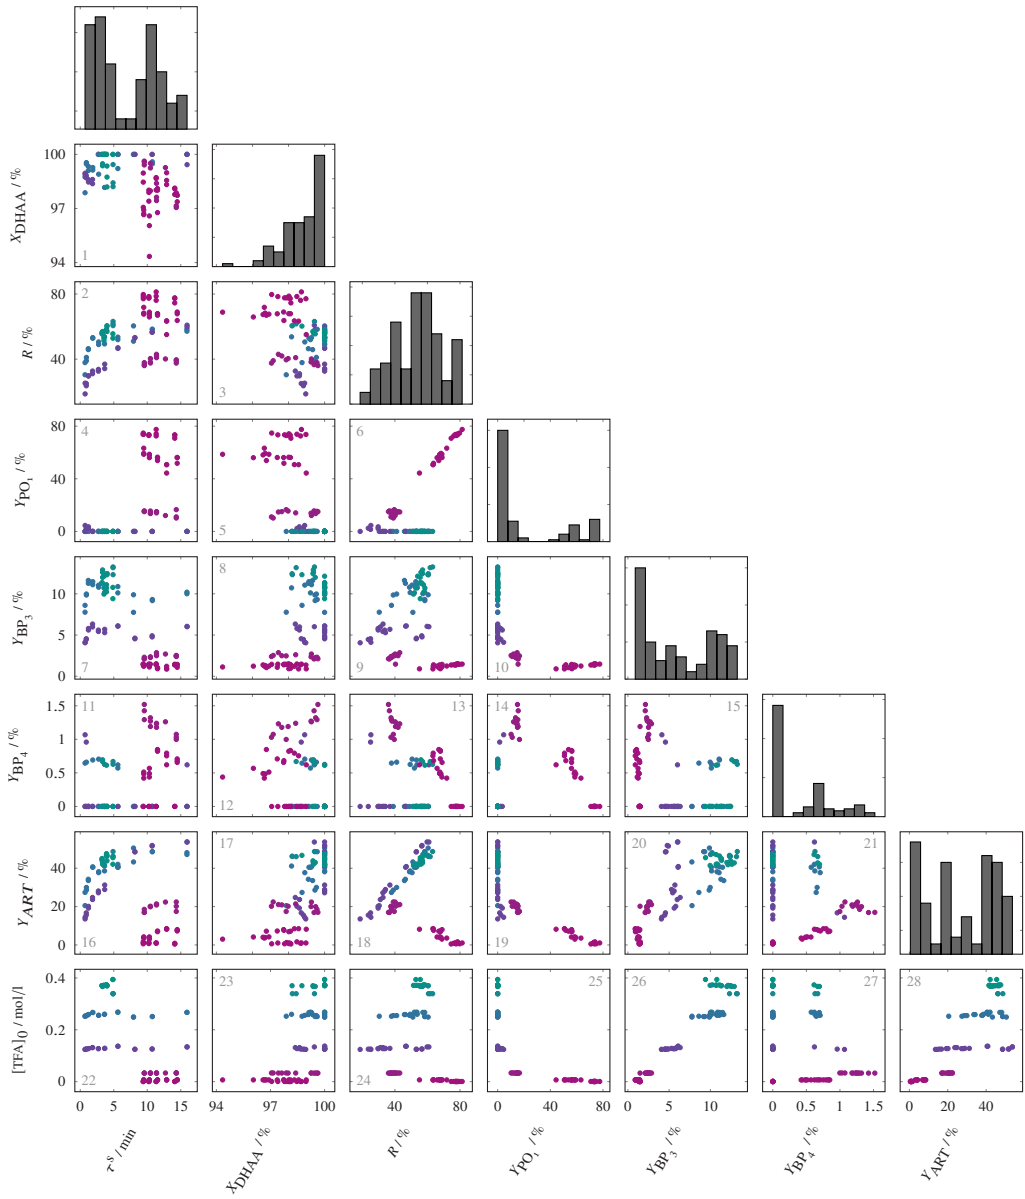 100
97
94
X_DHAA / %
1
80
40
R / %
2
3
80
40
0
Y_PO₁ / %
4
5
6
10
5
0
Y_BP₃ / %
7
8
9
10
1.5
1
0.5
0
Y_BP₄ / %
11
12
13
14
15
40
20
0
Y_ART / %
16
17
18
19
20
21
0.4
0.2
0
[TFA]₀ / mol/l
22
23
24
25
26
27
28
0 5 10 15
94 97 100
40 80
0 40 80
0 5 10
0 0.5 1 1.5
0 20 40
τ^S / min
X_DHAA / %
R / %
Y_PO₁ / %
Y_BP₃ / %
Y_BP₄ / %
Y_ART / %